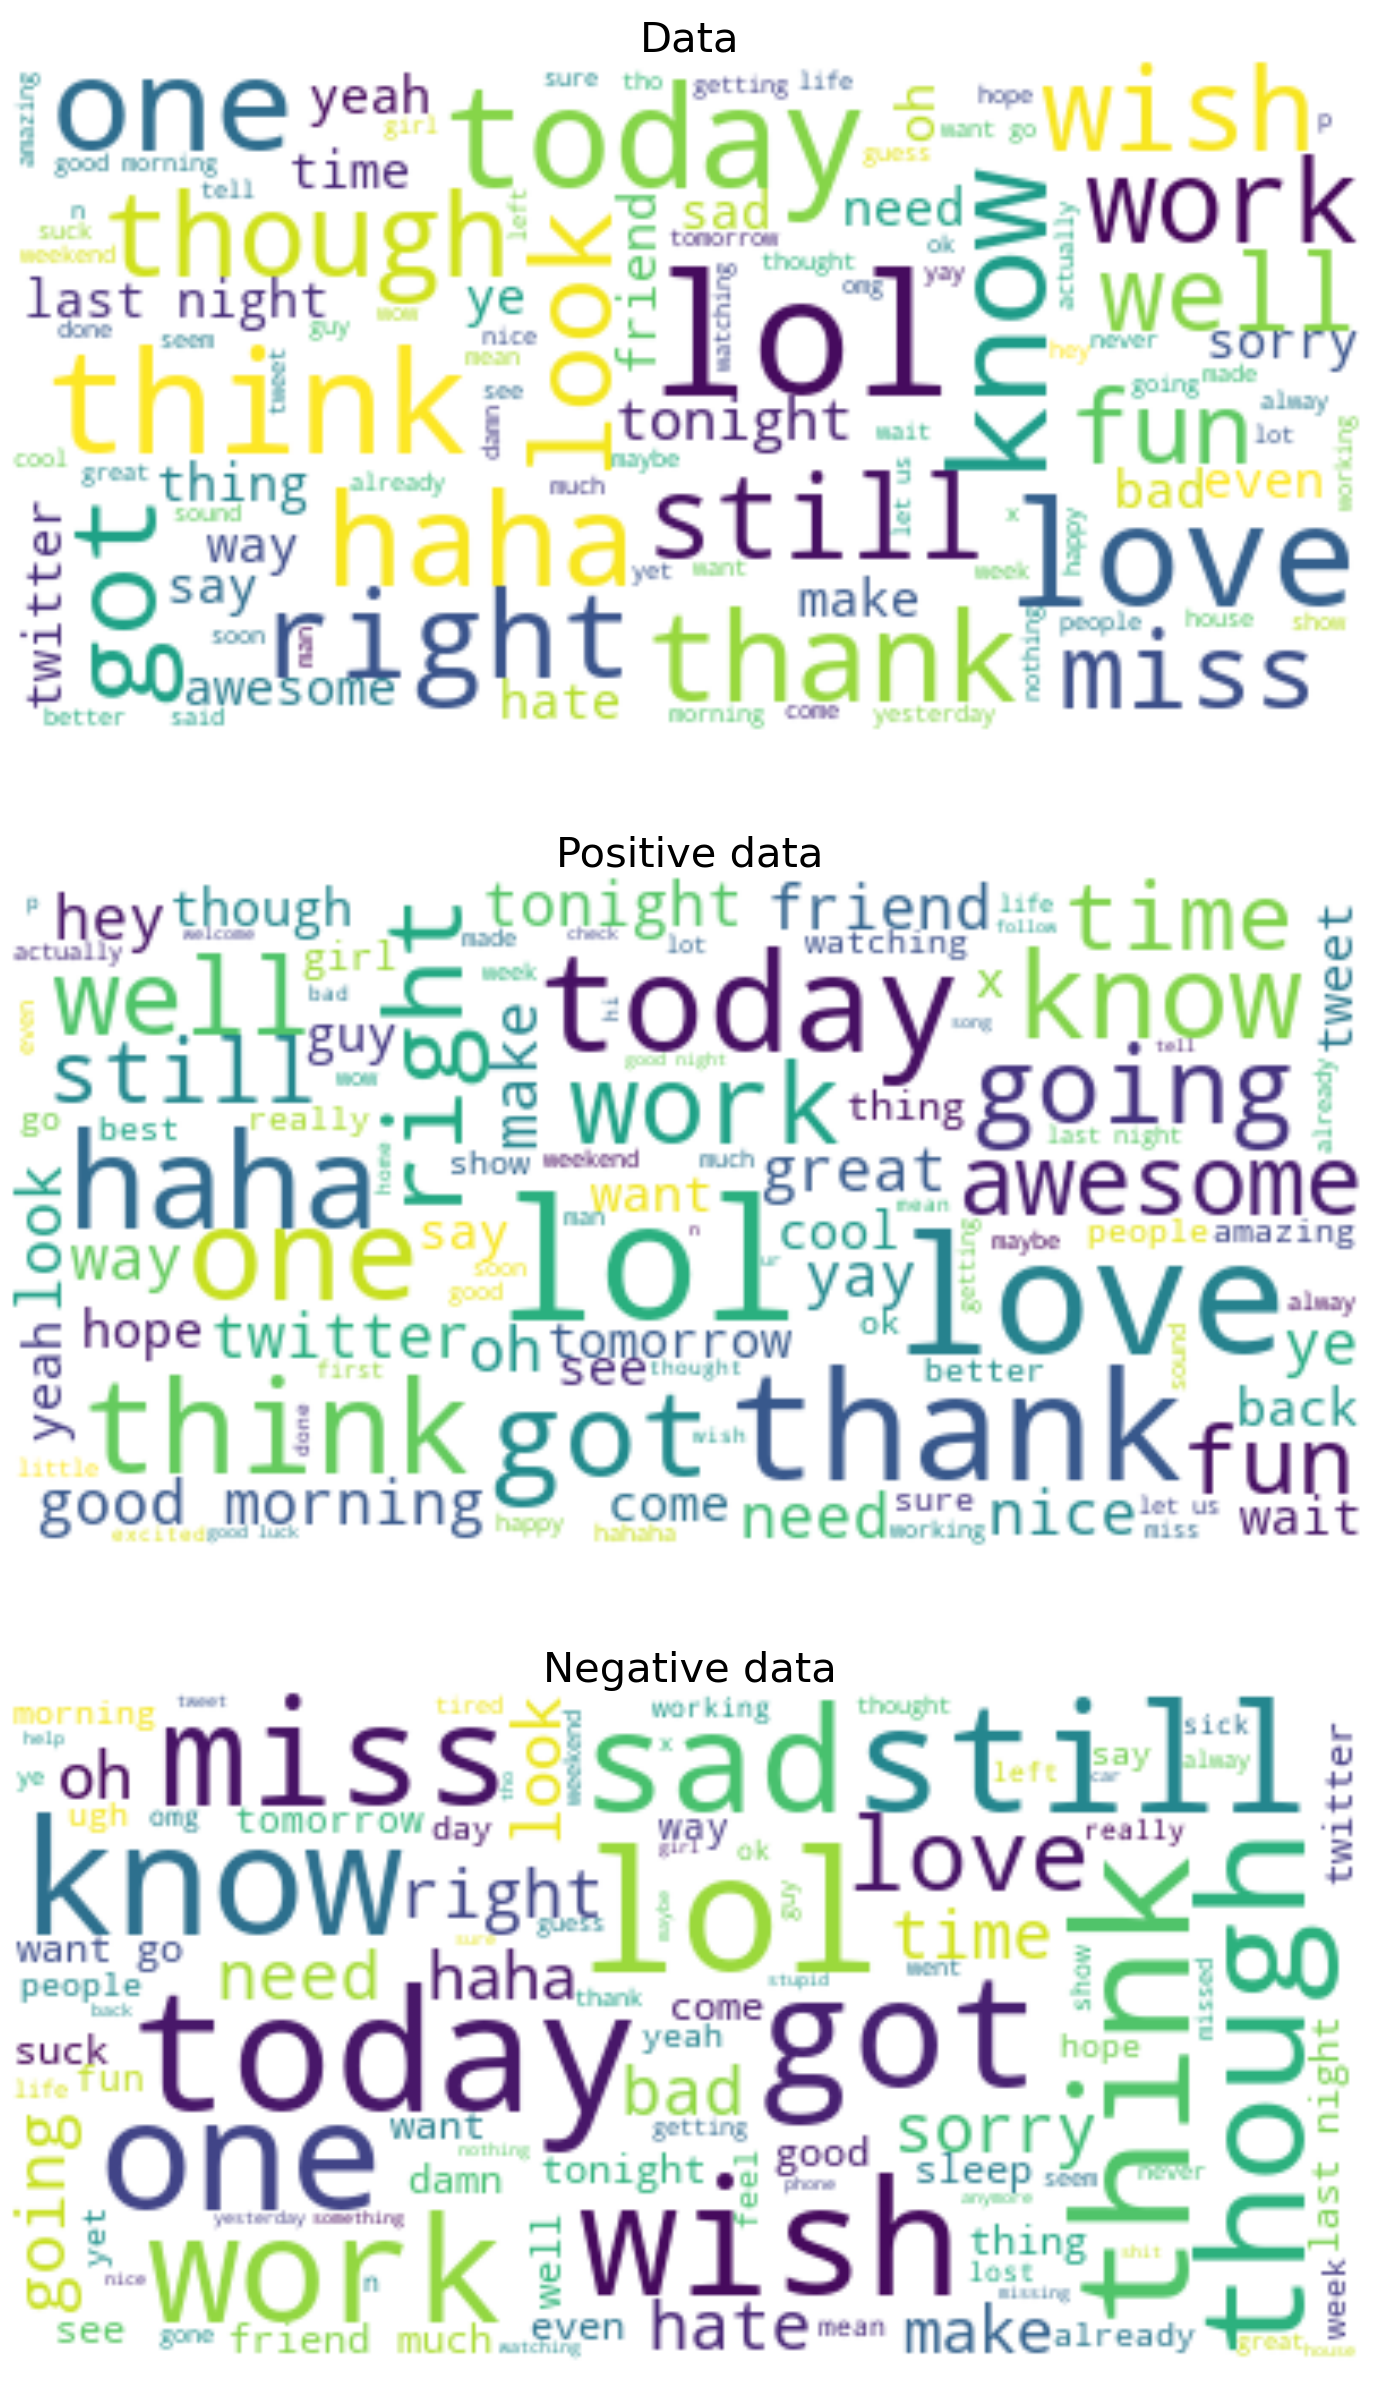 Data
amazing
one
yeah
girl
good morning
time
tell
today
sure
tho
getting
life
oh
guess
hope
want go
wish
p
n
suck
weekend
though
left
look
friend
sad
tomorrow
need
thought
ok
omg
yay
know
actually
work
well
last night
done
seem
guy
wow
ye
nice
mean
see
damn
think
tweet
lol
watching
tonight
wait
maybe
hey
never
sorry
going
made
fun
alway
lot
working
bad
even
cool
great
thing
sound
already
much
still
let us
x
happy
week
love
twitter
got
way
say
soon
haha
yet
want
make
right
man
awesome
hate
better
said
thank
morning
come
yesterday
nothing
people
house
show
miss
Positive data
p
hey
though
welcome
actually
right
tonight
made
check
friend
life
follow
time
lot
watching
well
girl
bad
week
even
still
guy
wow
make
today
hi
x
song
know
tweet
good night
tell
work
thing
going
already
go
best
really
last night
haha
home
show
weekend
much
great
awesome
want
mean
look
way
one
say
soon
good
man
n
lol
ur
cool
yay
ok
getting
maybe
people
amazing
love
alway
ye
yeah
hope
twitter
oh
tomorrow
see
thought
first
better
sound
think
done
got
wish
thank
back
fun
little
good morning
excited
good luck
happy
come
hahaha
need
sure
working
nice
let us
miss
wait
Negative data
morning
help
tweet
miss
tired
look
weekend
working
x
sad
thought
still
sick
say
car
alway
left
twitter
ye
oh
tho
ugh
omg
tomorrow
day
way
girl
ok
love
really
know
right
guess
lol
maybe
guy
time
think
though
want go
sure
went
people
back
need
haha
thank
stupid
come
show
missed
suck
today
yeah
got
hope
life
fun
bad
last night
going
one
want
nothing
getting
good
sorry
damn
tonight
feel
phone
sleep
seem
never
anymore
yet
yesterday
something
wish
thing
shit
nice
work
n
well
lost
missing
week
see
gone
friend
much
watching
even
hate
mean
make
already
great
house